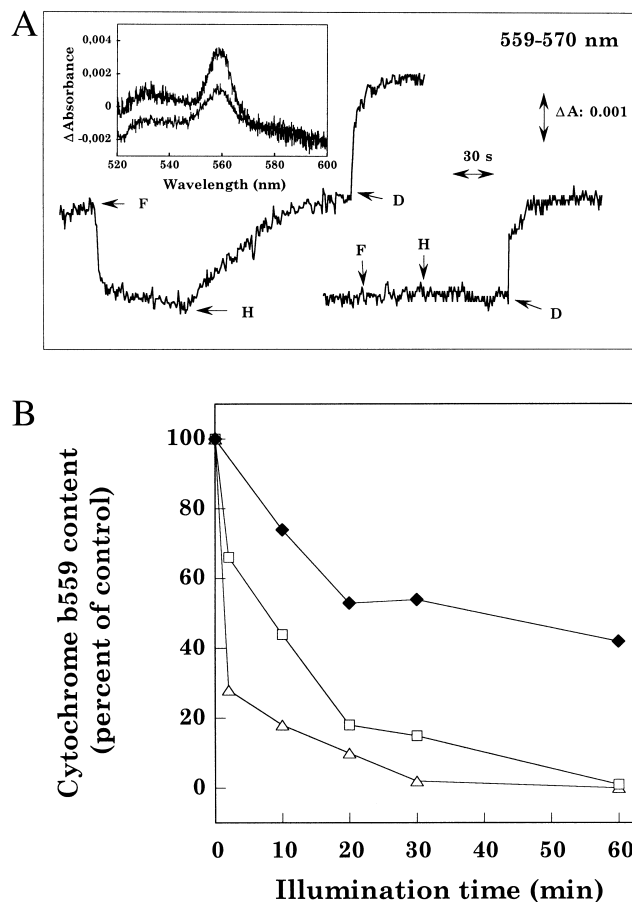 A
559-570 nm
ΔAbsorbance
0,004
0,002
0
-0,002
520
540
560
580
600
Wavelength (nm)
ΔA: 0.001
30 s
F
H
D
F
H
D
B
Cytochrome b559 content
(percent of control)
100
80
60
40
20
0
0
10
20
30
40
50
60
Illumination time (min)